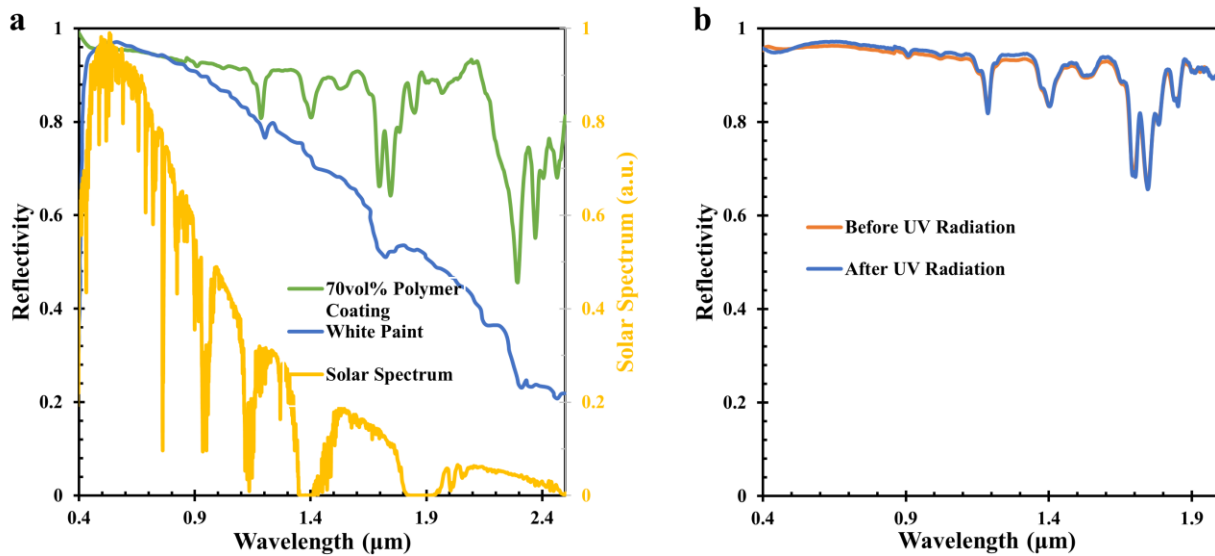 a
1
0.8
0.6
0.4
0.2
0
Reflectivity
0.4
0.9
1.4
1.9
2.4
Wavelength (μm)
1
0.8
0.6
0.4
0.2
0
Solar Spectrum (a.u.)
70vol% Polymer
Coating
White Paint
Solar Spectrum
b
1
0.8
0.6
0.4
0.2
0
Reflectivity
0.4
0.9
1.4
1.9
Wavelength (μm)
Before UV Radiation
After UV Radiation